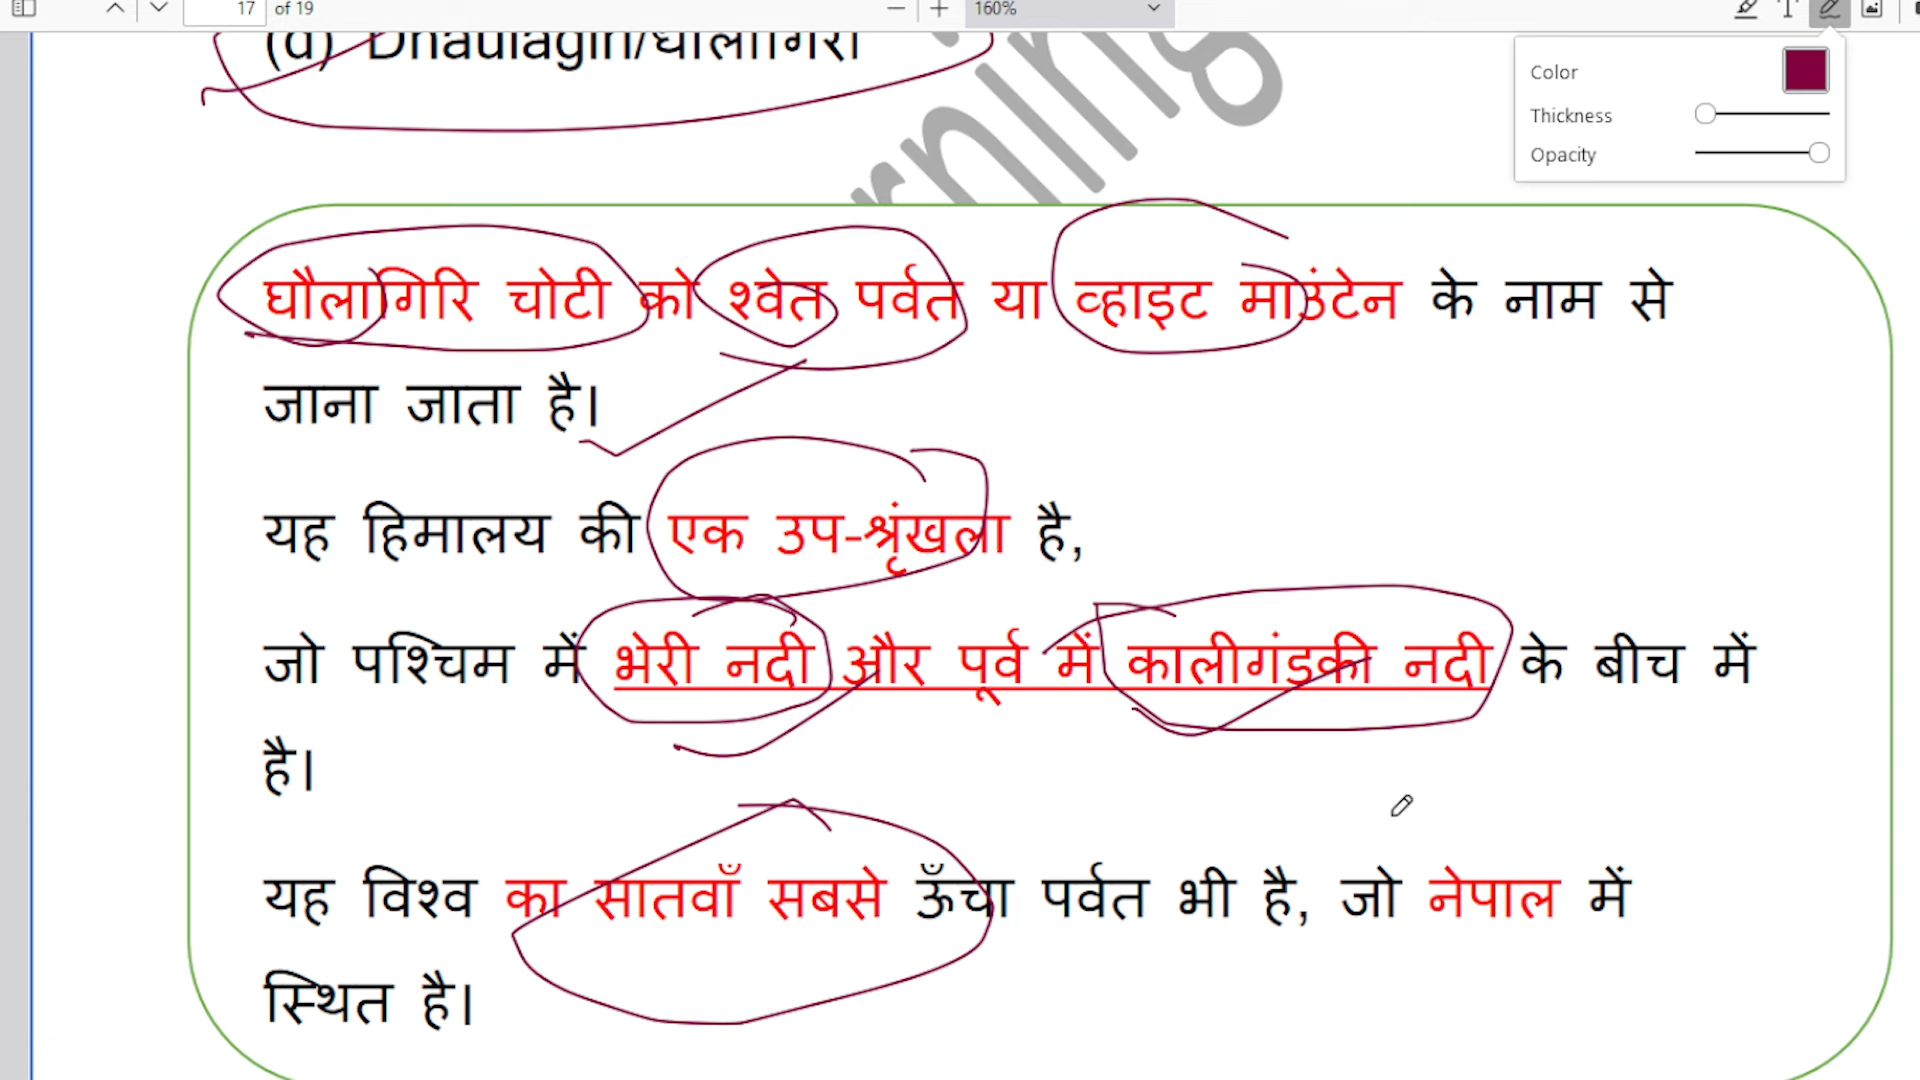 17 of 19
160%
(d) Dhaulagiri/धौलागिरी
Color
Thickness
Opacity
rning
घौलागिरि चोटी को श्वेत पर्वत या व्हाइट माउंटेन के नाम से
जाना जाता है।
यह हिमालय की एक उप-श्रृंखला है,
जो पश्चिम में भेरी नदी और पूर्व में कालीगंडकी नदी के बीच में
है।
यह विश्व का सातवाँ सबसे ऊँचा पर्वत भी है, जो नेपाल में
स्थित है।